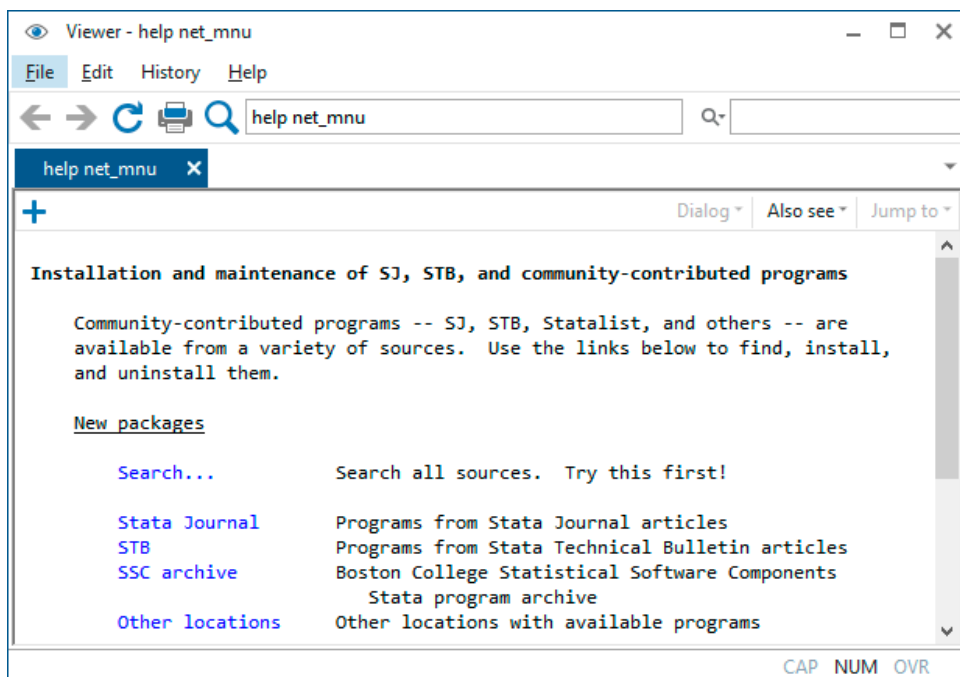 Viewer - help net_mnu
File Edit History Help
help net_mnu
help net_mnu
Dialog Also see Jump to
Installation and maintenance of SJ, STB, and community-contributed programs
Community-contributed programs -- SJ, STB, Statalist, and others -- are
available from a variety of sources.  Use the links below to find, install,
and uninstall them.
New packages
Search... Search all sources.  Try this first!
Stata Journal Programs from Stata Journal articles
STB Programs from Stata Technical Bulletin articles
SSC archive Boston College Statistical Software Components
Stata program archive
Other locations Other locations with available programs
CAP NUM OVR